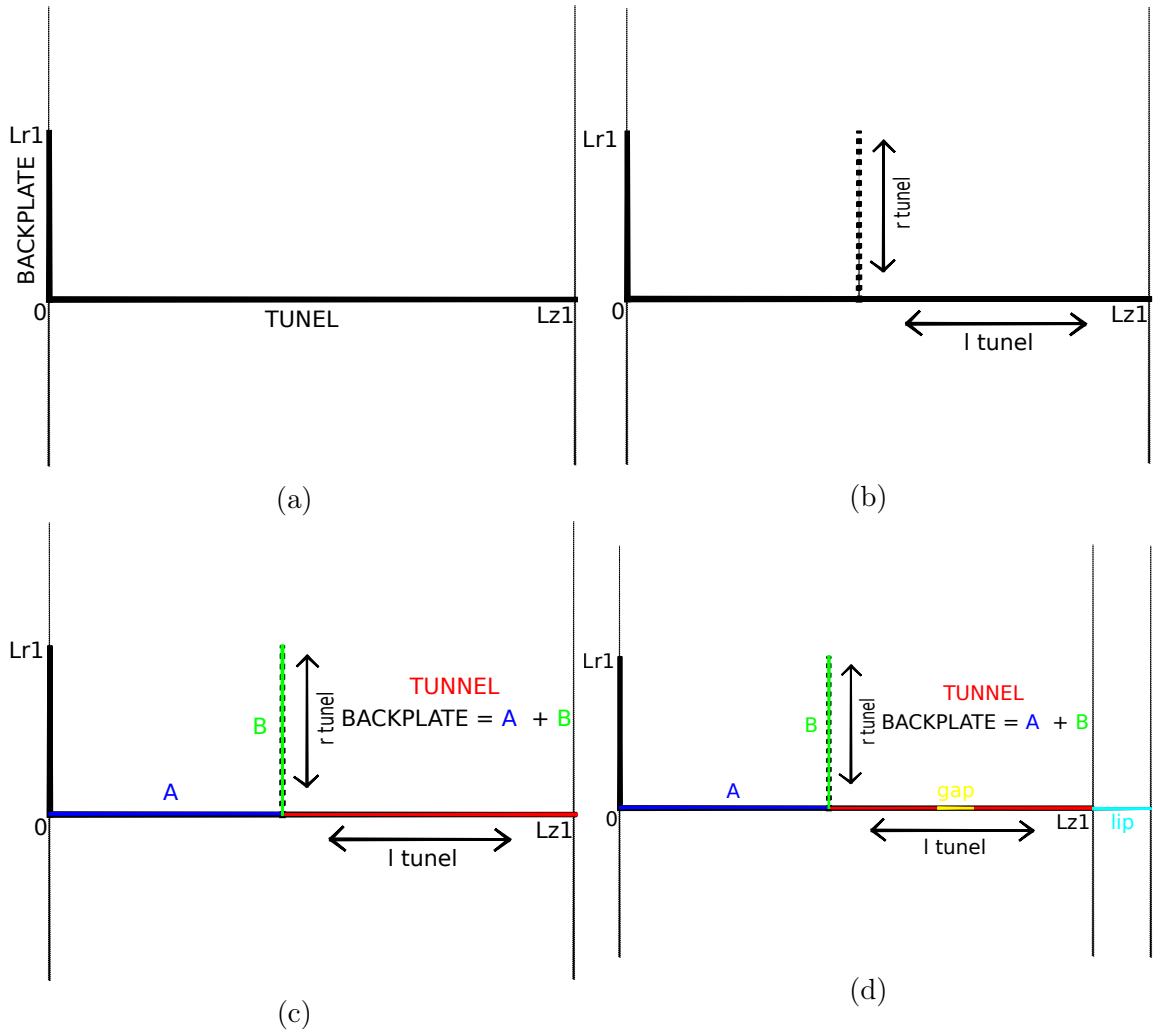 Lr1
BACKPLATE
0
TUNEL
Lz1
(a)
Lr1
r tunel
0
Lz1
l tunel
(b)
Lr1
B
r tunel
TUNNEL
BACKPLATE = A + B
A
0
Lz1
l tunel
(c)
Lr1
B
r tunel
TUNNEL
BACKPLATE = A + B
A
gap
0
Lz1
lip
l tunel
(d)